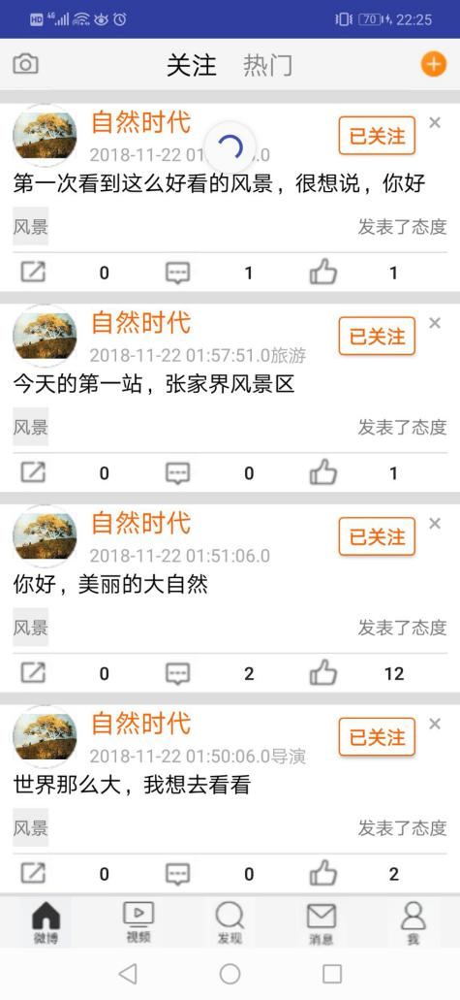 HD 4G 70 22:25
关注 热门
自然时代
已关注
2018-11-22 01 .0
第一次看到这么好看的风景，很想说，你好
风景 发表了态度
0 1 1
自然时代
已关注
2018-11-22 01:57:51.0旅游
今天的第一站，张家界风景区
风景 发表了态度
0 0 1
自然时代
已关注
2018-11-22 01:51:06.0
你好，美丽的大自然
风景 发表了态度
0 2 12
自然时代
已关注
2018-11-22 01:50:06.0导演
世界那么大，我想去看看
风景 发表了态度
0 0 2
微博 视频 发现 消息 我